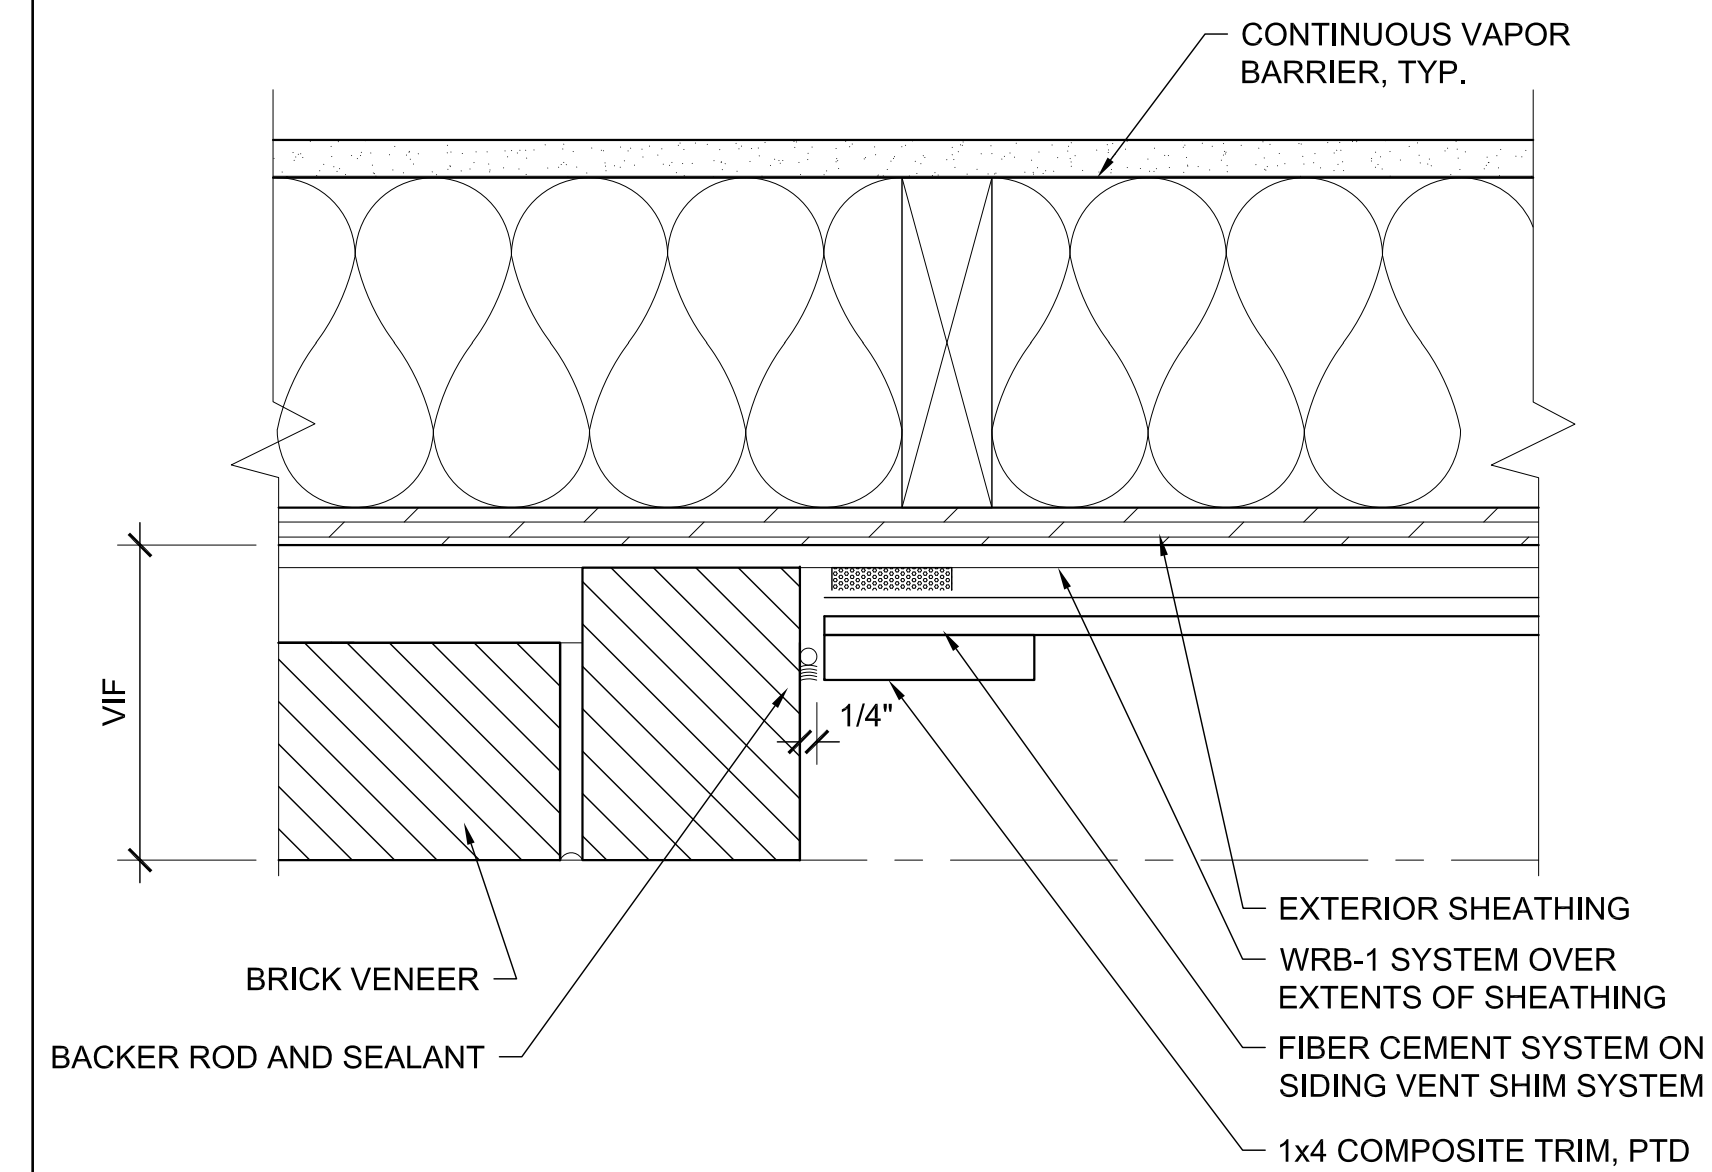 CONTINUOUS VAPOR
BARRIER, TYP.
VIF
1/4"
EXTERIOR SHEATHING
WRB-1 SYSTEM OVER
EXTENTS OF SHEATHING
BRICK VENEER
BACKER ROD AND SEALANT
FIBER CEMENT SYSTEM ON
SIDING VENT SHIM SYSTEM
1x4 COMPOSITE TRIM, PTD